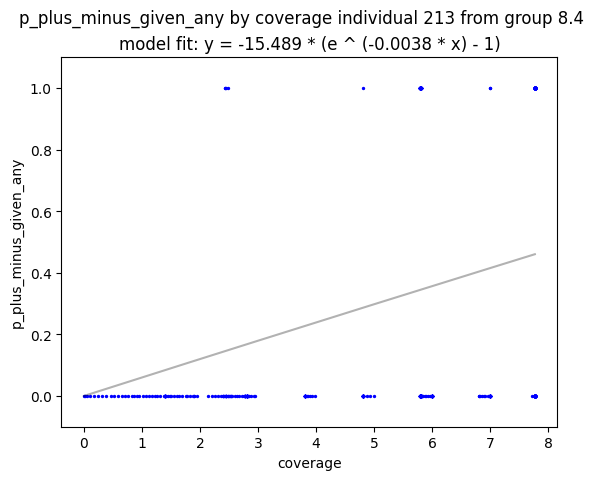 p_plus_minus_given_any by coverage individual 213 from group 8.4
model fit: y = -15.489 * (e ^ (-0.0038 * x) - 1)
p_plus_minus_given_any
1.0
0.8
0.6
0.4
0.2
0.0
0 1 2 3 4 5 6 7 8
coverage